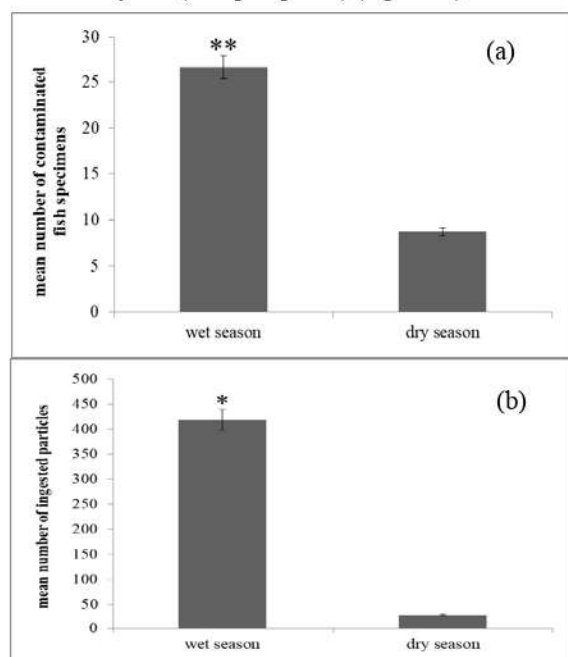 **
(a)
30
25
20
15
10
5
0
mean number of contaminated
fish specimens
wet season
dry season
*
(b)
500
450
400
350
300
250
200
150
100
50
0
mean number of ingested particles
wet season
dry season